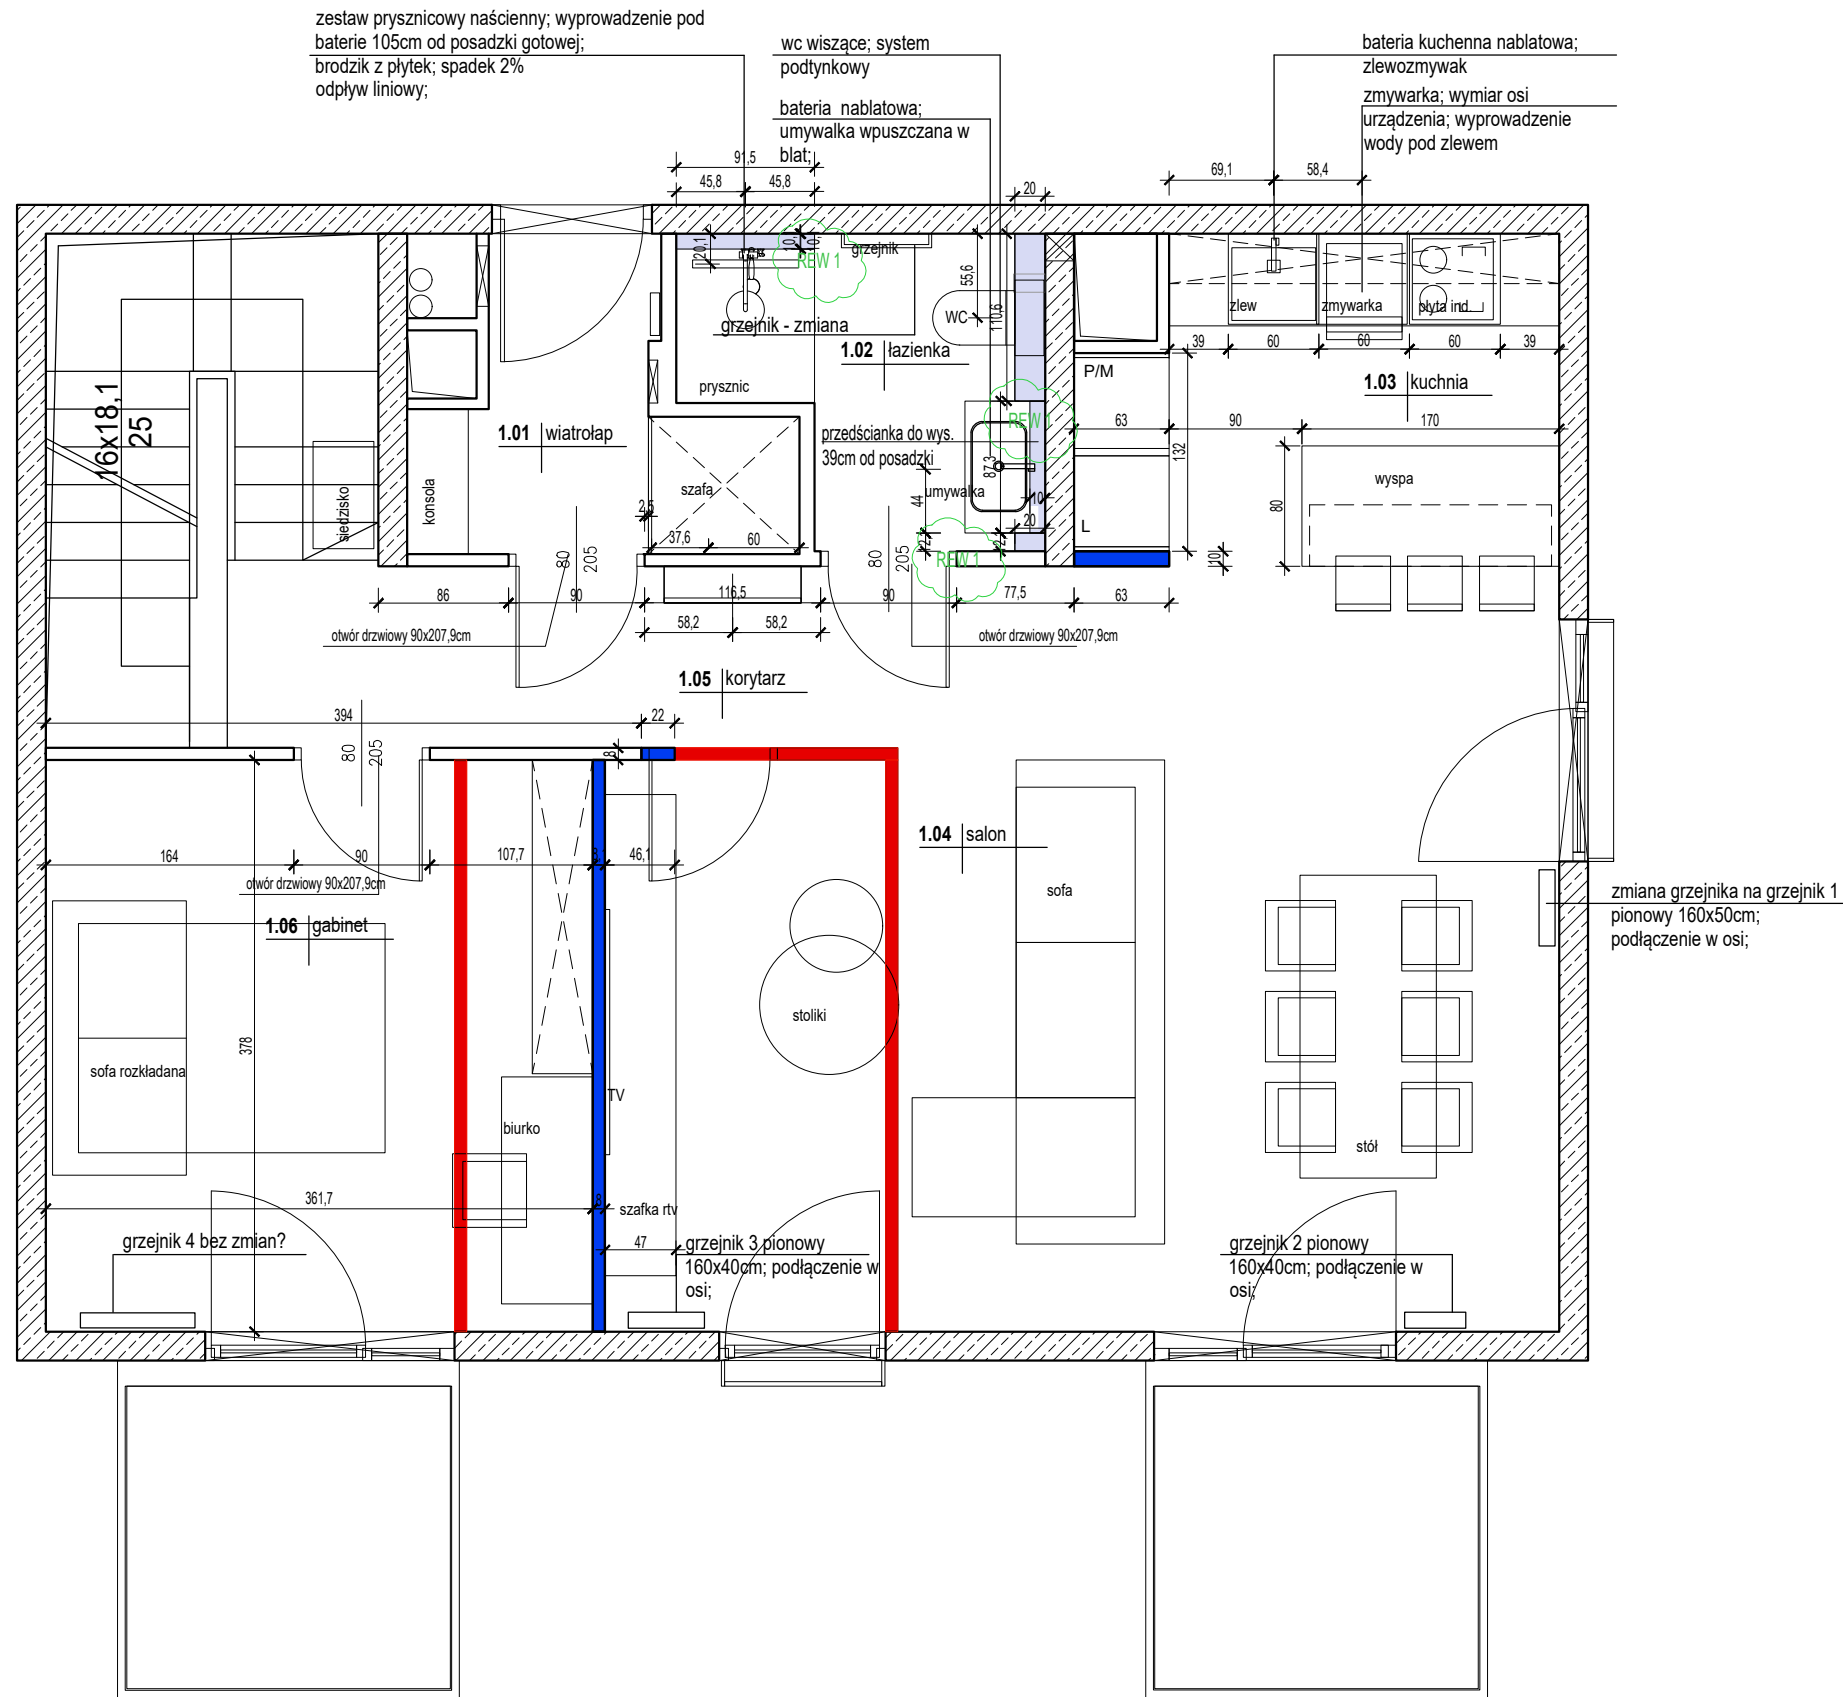 zestaw prysznicowy naścienny; wyprowadzenie pod
baterie 105cm od posadzki gotowej;
brodzik z płytek; spadek 2%
odpływ liniowy;
wc wiszące; system
podtynkowy
bateria nablatowa;
umywalka wpuszczana w
blat;
bateria kuchenna nablatowa;
zlewozmywak
zmywarka; wymiar osi
urządzenia; wyprowadzenie
wody pod zlewem
91,5
45,8 45,8
20
69,1 58,4
20,1
REW 1
grzejnik
55,6
110,6
WC
grzejnik - zmiana
1.02 łazienka
prysznic
zlew
zmywarka
płyta ind.
39 60 60 60 39
P/M
1.03 kuchnia
16x18,1
25
siedzisko
konsola
1.01 wiatrołap
szafa
przedścianka do wys.
39cm od posadzki
REW 1
87,3
umywalka
44
10
20
63 90 170
132
wyspa
80
L
10
2,5
37,6 60
80
205
80
205
REW 1
86 90 116,5 90 77,5 63
58,2 58,2
otwór drzwiowy 90x207,9cm
otwór drzwiowy 90x207,9cm
1.05 korytarz
394 22
80
205
8
164 90 107,7 8 46,1
otwór drzwiowy 90x207,9cm
1.06 gabinet
1.04 salon
sofa
zmiana grzejnika na grzejnik 1
pionowy 160x50cm;
podłączenie w osi;
stoliki
378
sofa rozkładana
TV
biurko
stół
361,7 8
szafka rtv
47
grzejnik 4 bez zmian?
grzejnik 3 pionowy
160x40cm; podłączenie w
osi;
grzejnik 2 pionowy
160x40cm; podłączenie w
osi;